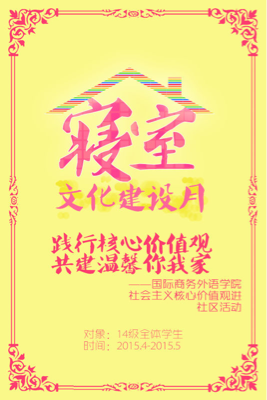 寝室
文化建设月
践行核心价值观
共建温馨你我家
——国际商务外语学院
社会主义核心价值观进
社区活动
对象：14级全体学生
时间：2015.4-2015.5